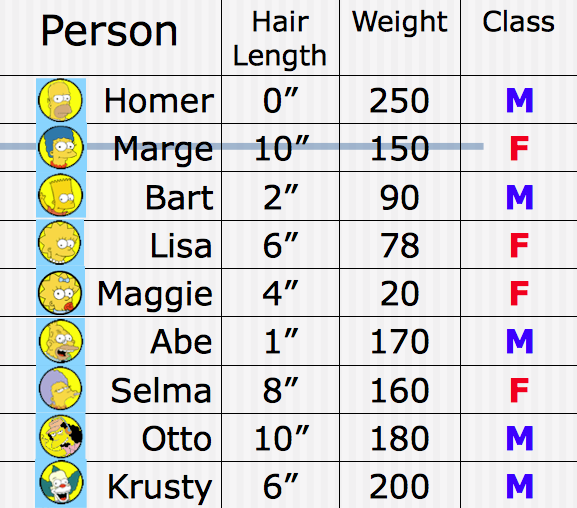 Person Hair Length Weight Class
Homer 0” 250 M
Marge 10” 150 F
Bart 2” 90 M
Lisa 6” 78 F
Maggie 4” 20 F
Abe 1” 170 M
Selma 8” 160 F
Otto 10” 180 M
Krusty 6” 200 M